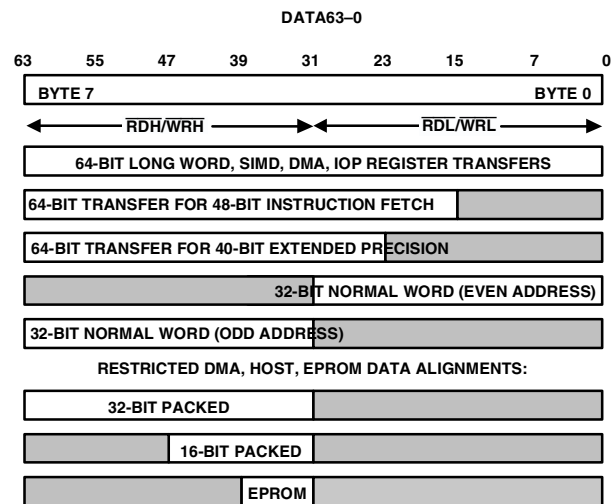 DATA63–0
63 55 47 39 31 23 15 7 0
BYTE 7 BYTE 0
RDH/WRH RDL/WRL
64-BIT LONG WORD, SIMD, DMA, IOP REGISTER TRANSFERS
64-BIT TRANSFER FOR 48-BIT INSTRUCTION FETCH
64-BIT TRANSFER FOR 40-BIT EXTENDED PRECISION
32-BIT NORMAL WORD (EVEN ADDRESS)
32-BIT NORMAL WORD (ODD ADDRESS)
RESTRICTED DMA, HOST, EPROM DATA ALIGNMENTS:
32-BIT PACKED
16-BIT PACKED
EPROM